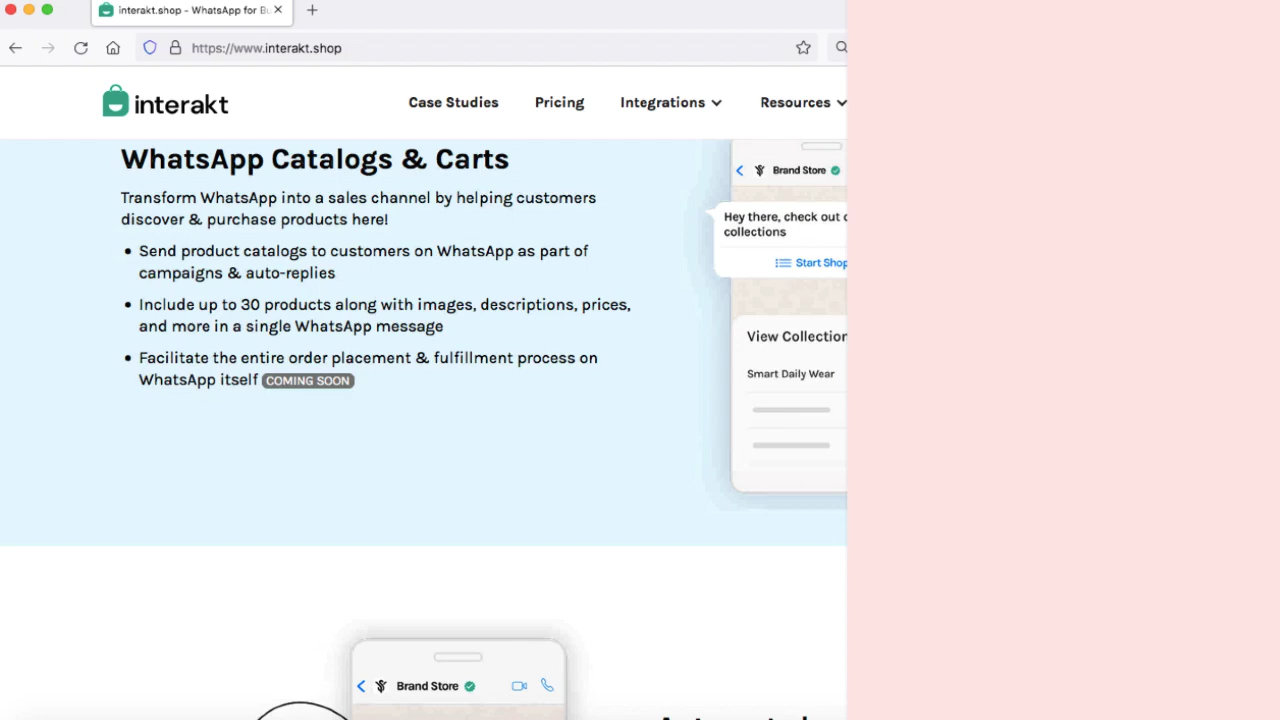 interakt.shop - WhatsApp for Bu
https://www.interakt.shop
interakt
Case Studies
Pricing
Integrations
Resources
WhatsApp Catalogs & Carts
Transform WhatsApp into a sales channel by helping customers
discover & purchase products here!
• Send product catalogs to customers on WhatsApp as part of
campaigns & auto-replies
• Include up to 30 products along with images, descriptions, prices,
and more in a single WhatsApp message
• Facilitate the entire order placement & fulfillment process on
WhatsApp itself COMING SOON
Brand Store
Hey there, check out
collections
Start Shop
View Collection
Smart Daily Wear
Brand Store